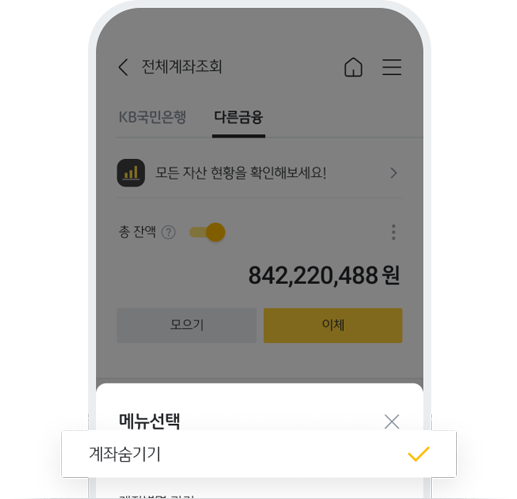 전체계좌조회
KB국민은행 다른금융
모든 자산 현황을 확인해보세요!
총 잔액 ?
842,220,488 원
모으기 이체
메뉴선택
계좌숨기기